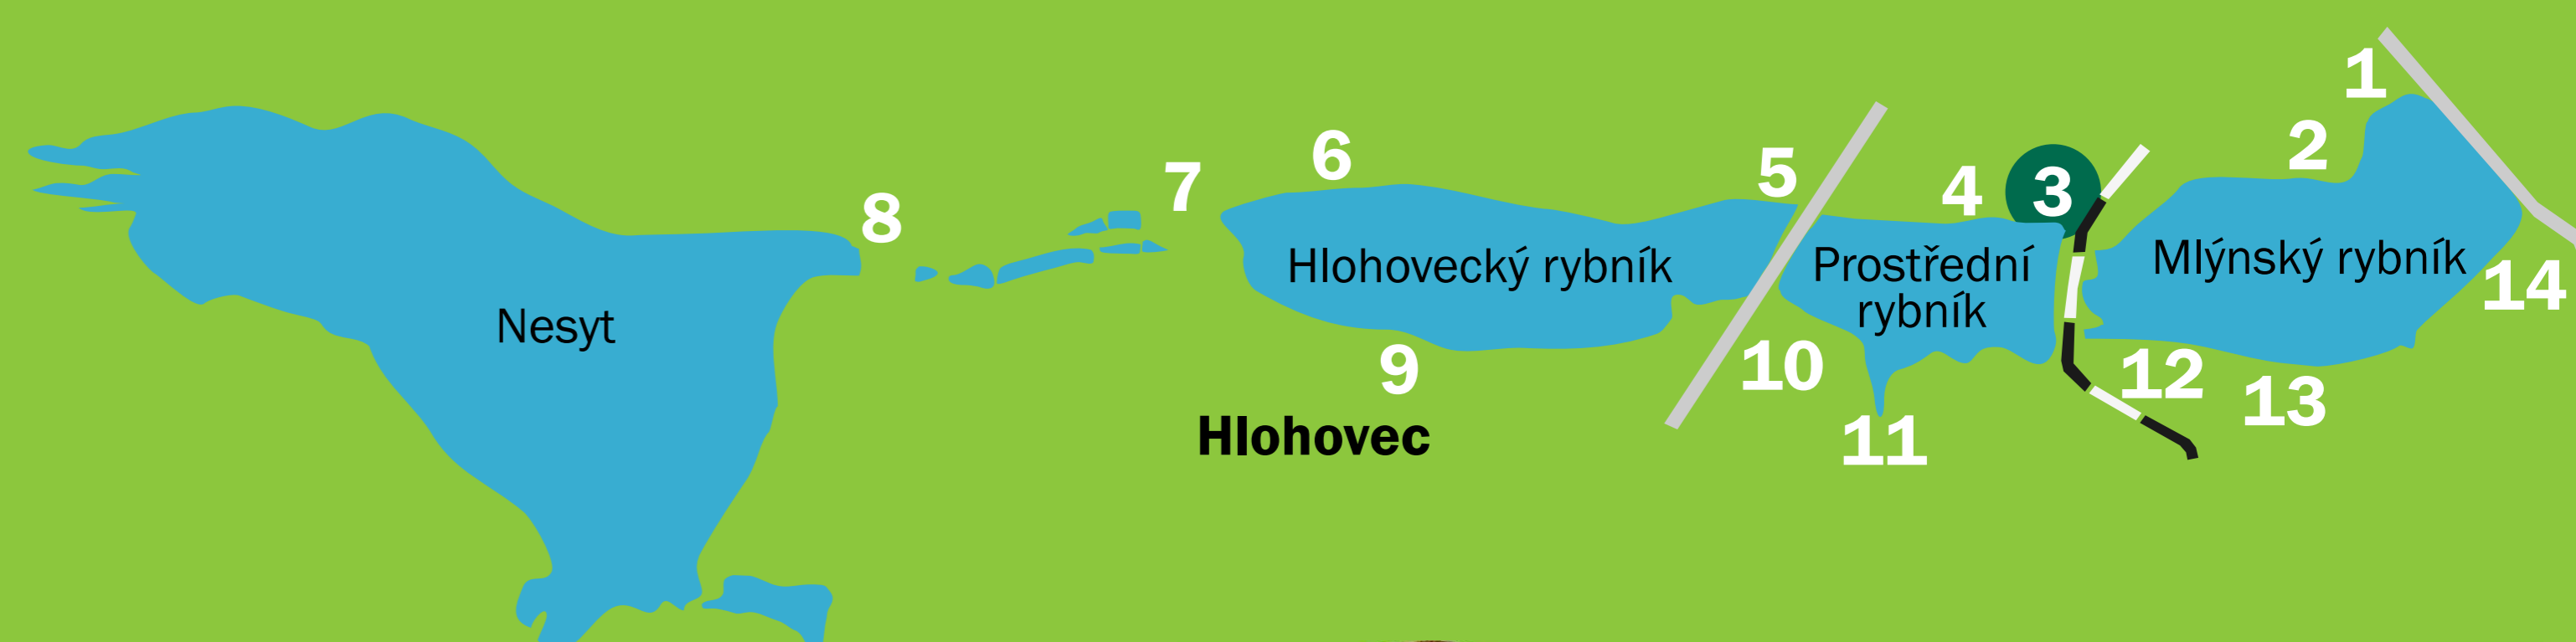 1
2
3
4
5
6
7
8
Hlohovecký rybník
Prostřední
rybník
Mlýnský rybník
14
Nesyt
9
10
12
13
11
Hlohovec